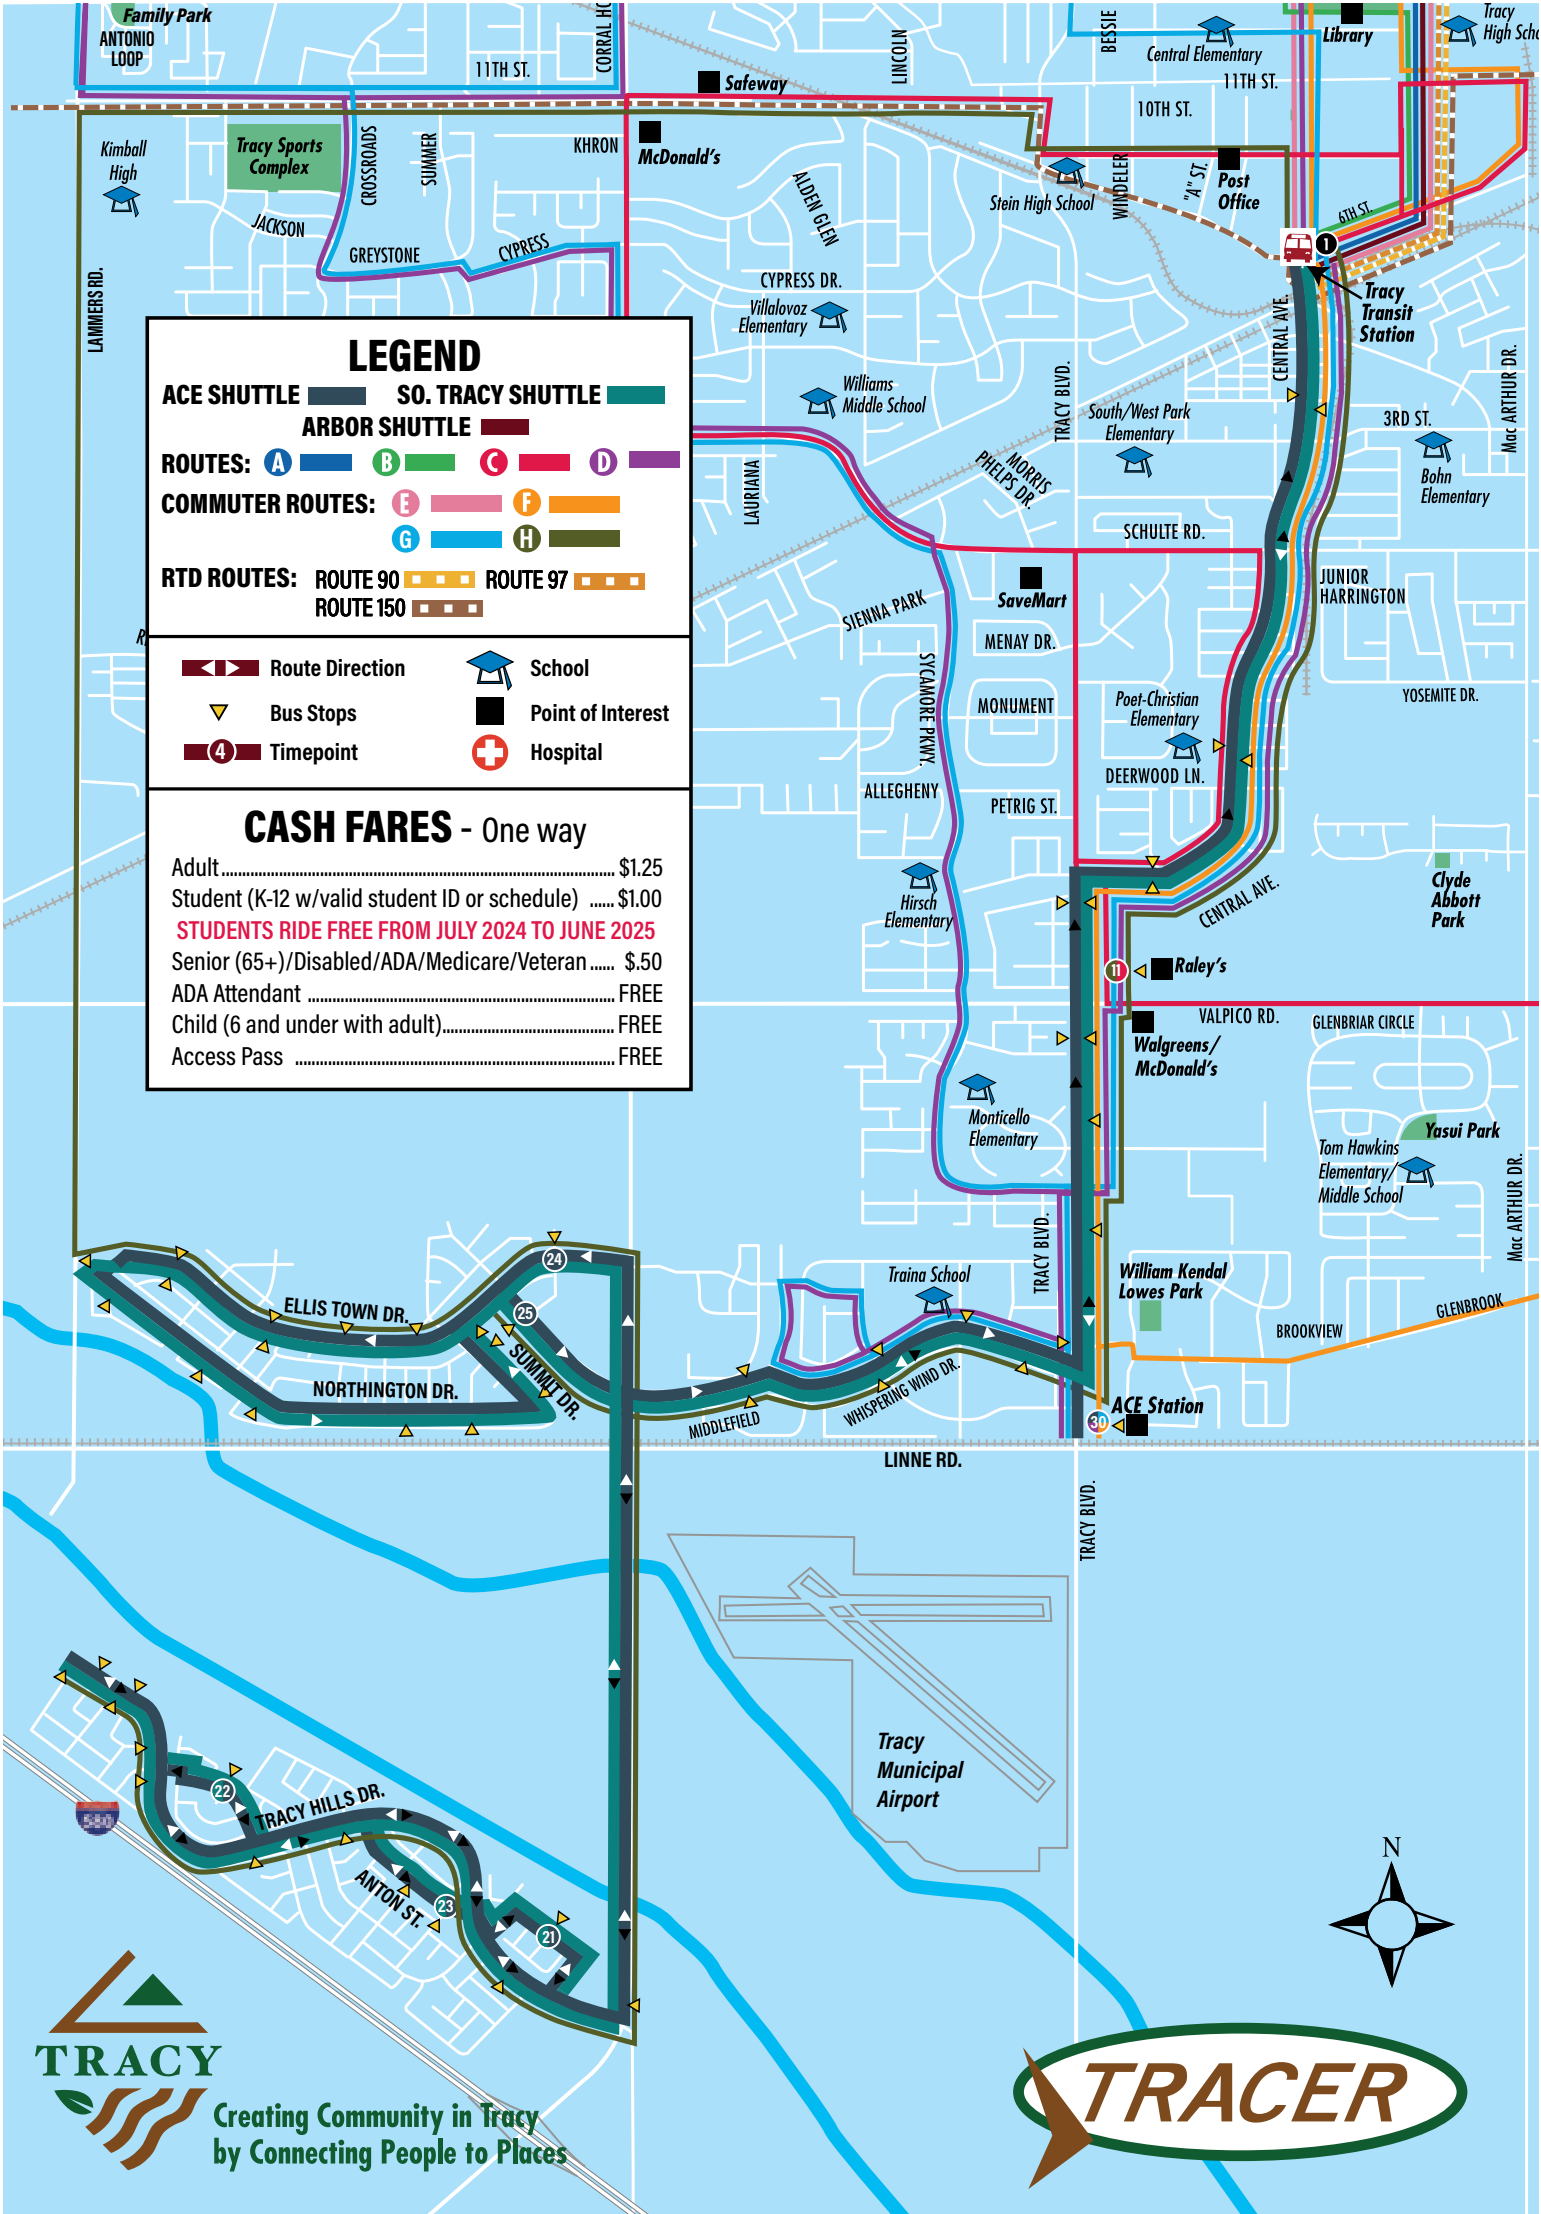 Family Park
ANTONIO
LOOP
CORRAL HO
11TH ST.
Safeway
LINCOLN
BESSIE
Central Elementary
Library
Tracy
High Scho
11TH ST.
10TH ST.
Kimball
High
Tracy Sports
Complex
CROSSROADS
SUMMER
KHRON
McDonald's
ALDEN GLEN
Stein High School
WINDELER
"A" ST.
Post
Office
6TH ST.
1
JACKSON
GREYSTONE
CYPRESS
CYPRESS DR.
Villalovoz
Elementary
LAMMERS RD.
Tracy
Transit
Station
CENTRAL AVE.
Mac ARTHUR DR.
LEGEND
ACE SHUTTLE
SO. TRACY SHUTTLE
ARBOR SHUTTLE
ROUTES: A B C D
COMMUTER ROUTES: E F
G H
RTD ROUTES: ROUTE 90 ROUTE 97
ROUTE 150
Route Direction
School
Bus Stops
Point of Interest
4 Timepoint
Hospital
CASH FARES - One way
Adult $1.25
Student (K-12 w/valid student ID or schedule) ...... $1.00
STUDENTS RIDE FREE FROM JULY 2024 TO JUNE 2025
Senior (65+)/Disabled/ADA/Medicare/Veteran ...... $.50
ADA Attendant FREE
Child (6 and under with adult) FREE
Access Pass FREE
Williams
Middle School
TRACY BLVD.
South/West Park
Elementary
3RD ST.
Bohn
Elementary
LAURIANA
MORRIS
PHELPS DR.
SCHULTE RD.
SaveMart
JUNIOR
HARRINGTON
SIENNA PARK
MENAY DR.
SYCAMORE PKWY.
MONUMENT
Poet-Christian
Elementary
YOSEMITE DR.
DEERWOOD LN.
ALLEGHENY
PETRIG ST.
Hirsch
Elementary
CENTRAL AVE.
Clyde
Abbott
Park
11
Raley's
VALPICO RD.
GLENBRIAR CIRCLE
Walgreens/
McDonald's
Monticello
Elementary
Yasui Park
Tom Hawkins
Elementary/
Middle School
Mac ARTHUR DR.
TRACY BLVD.
24
Traina School
William Kendal
Lowes Park
GLENBROOK
BROOKVIEW
25
ELLIS TOWN DR.
SUMMIT DR.
NORTHINGTON DR.
WHISPERING WIND DR.
MIDDLEFIELD
ACE Station
30
LINNE RD.
TRACY BLVD.
Tracy
Municipal
Airport
22
580
TRACY HILLS DR.
ANTON ST.
23
21
N
TRACY
Creating Community in Tracy
by Connecting People to Places
TRACER